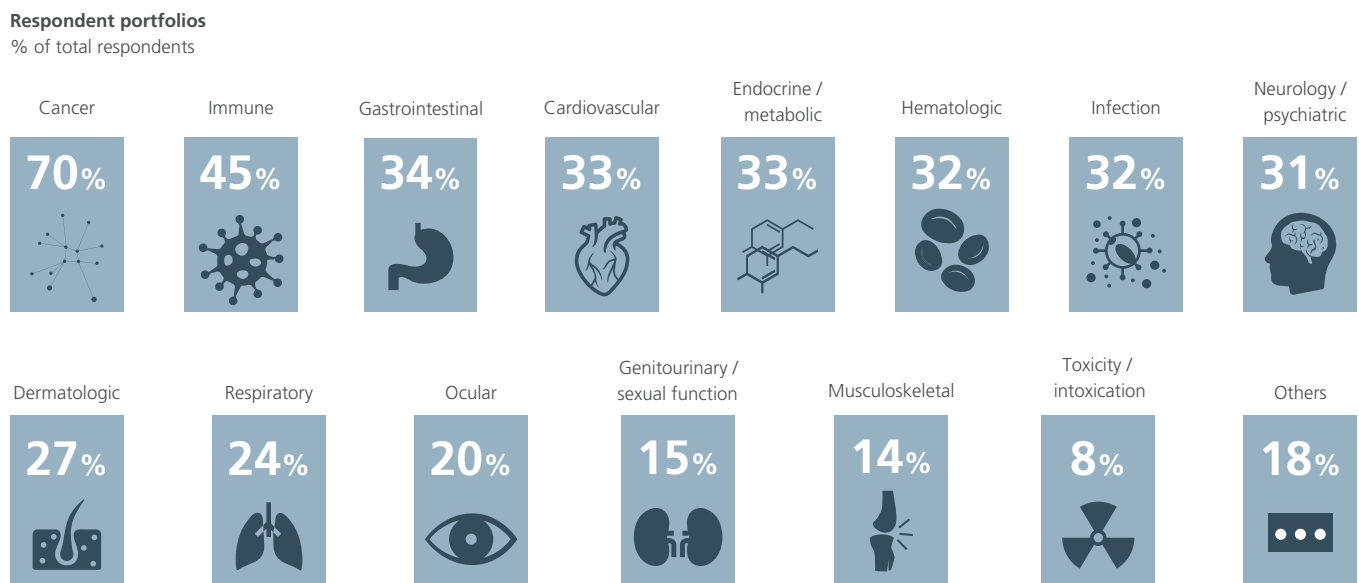 Respondent portfolios
% of total respondents
Cancer
Immune
Gastrointestinal
Cardiovascular
Endocrine /
metabolic
Hematologic
Infection
Neurology /
psychiatric
70%
45%
34%
33%
33%
32%
32%
31%
Dermatologic
Respiratory
Ocular
Genitourinary /
sexual function
Musculoskeletal
Toxicity /
intoxication
Others
27%
24%
20%
15%
14%
8%
18%